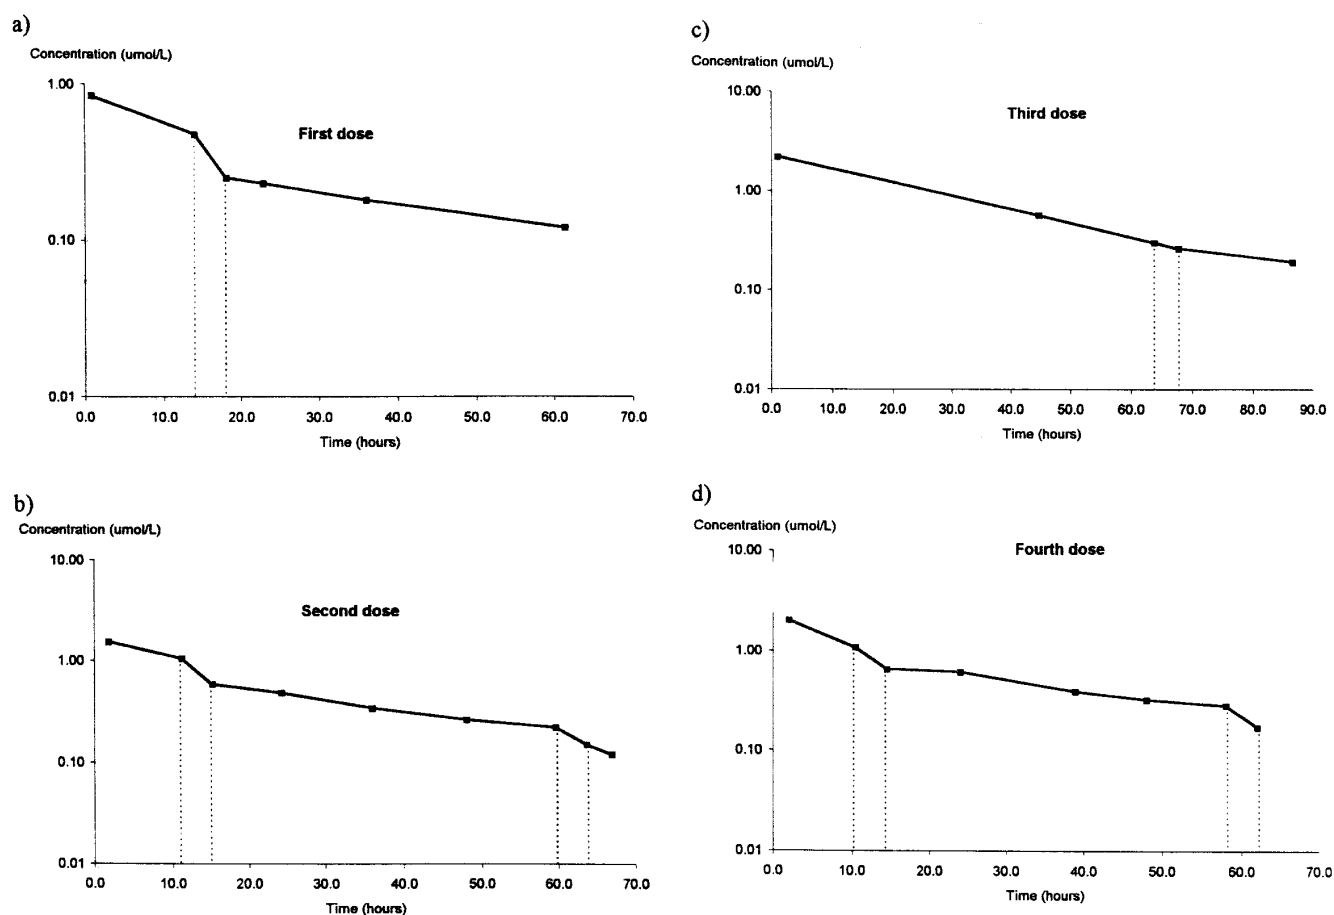 a)
Concentration (umol/L)
1.00
First dose
0.10
0.01
0.0 10.0 20.0 30.0 40.0 50.0 60.0 70.0
Time (hours)
b)
Concentration (umol/L)
10.00
Second dose
1.00
0.10
0.01
0.0 10.0 20.0 30.0 40.0 50.0 60.0 70.0
Time (hours)
c)
Concentration (umol/L)
10.00
Third dose
1.00
0.10
0.01
0.0 10.0 20.0 30.0 40.0 50.0 60.0 70.0 80.0 90.0
Time (hours)
d)
Concentration (umol/L)
10.00
Fourth dose
1.00
0.10
0.01
0.0 10.0 20.0 30.0 40.0 50.0 60.0 70.0
Time (hours)